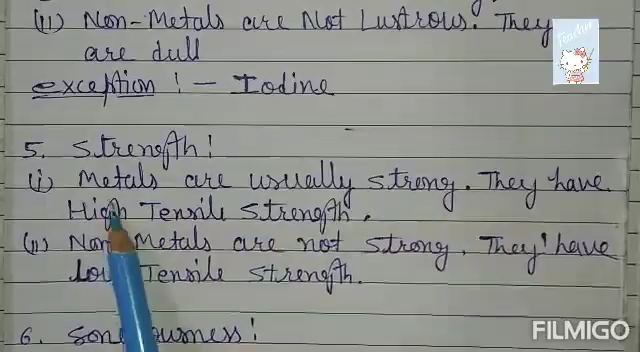 (ii) Non-Metals are Not Lustrous. They
are dull
exception :- Iodine
5. Strength:
(i) Metals are usually strong. They have
High Tensile Strength.
(ii) Non Metals are not strong. They have
Low Tensile Strength.
6.
Teacher
FILMIGO